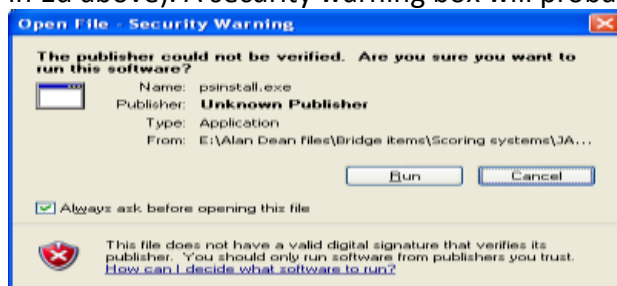 in 2a above). A security warning box will proba
Open File - Security Warning
The publisher could not be verified. Are you sure you want to
run this software?
Name: psinstall.exe
Publisher: Unknown Publisher
Type: Application
From: E:\Alan Dean files\Bridge items\Scoring systems\JA...
Run Cancel
Always ask before opening this file
This file does not have a valid digital signature that verifies its
publisher. You should only run software from publishers you trust.
How can I decide what software to run?